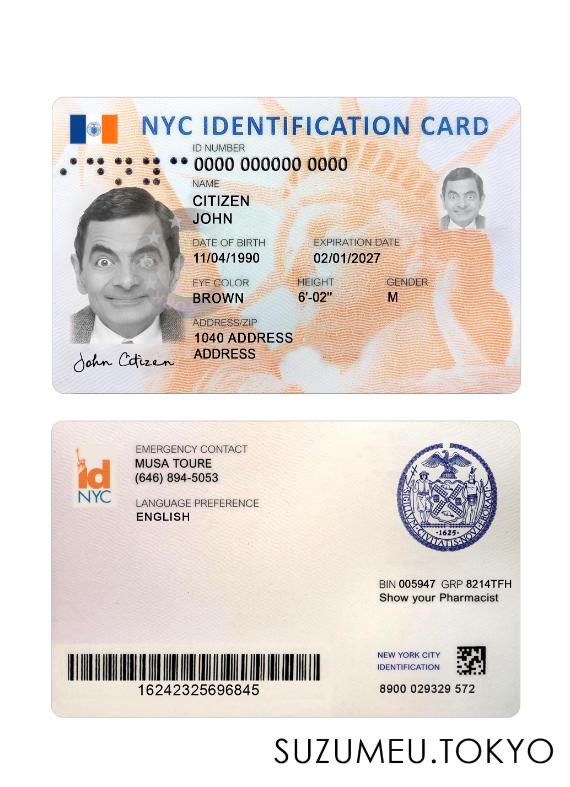 NYC IDENTIFICATION CARD
ID NUMBER
0000 000000 0000
NAME
CITIZEN
JOHN
DATE OF BIRTH EXPIRATION DATE
11/04/1990 02/01/2027
EYE COLOR HEIGHT GENDER
BROWN 6'-02" M
ADDRESS/ZIP
1040 ADDRESS
ADDRESS
John Citizen
id
NYC
EMERGENCY CONTACT
MUSA TOURE
(646) 894-5053
LANGUAGE PREFERENCE
ENGLISH
SIGILLVM CIVITATIS NOVI EBORACI
·1625·
BIN 005947 GRP 8214TFH
Show your Pharmacist
NEW YORK CITY
IDENTIFICATION
16242325696845
8900 029329 572
SUZUMEU.TOKYO